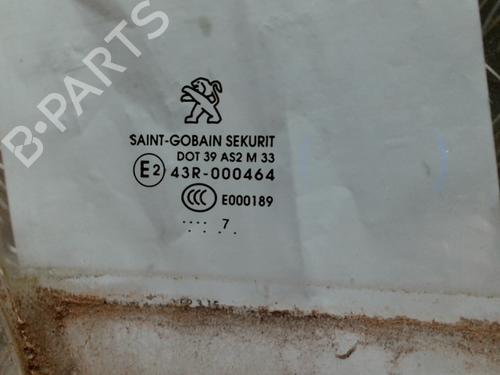 B-PARTS
SAINT-GOBAIN SEKURIT
DOT 39 AS2 M 33
E2 43R-000464
CCC E000189
.... 7
.. .